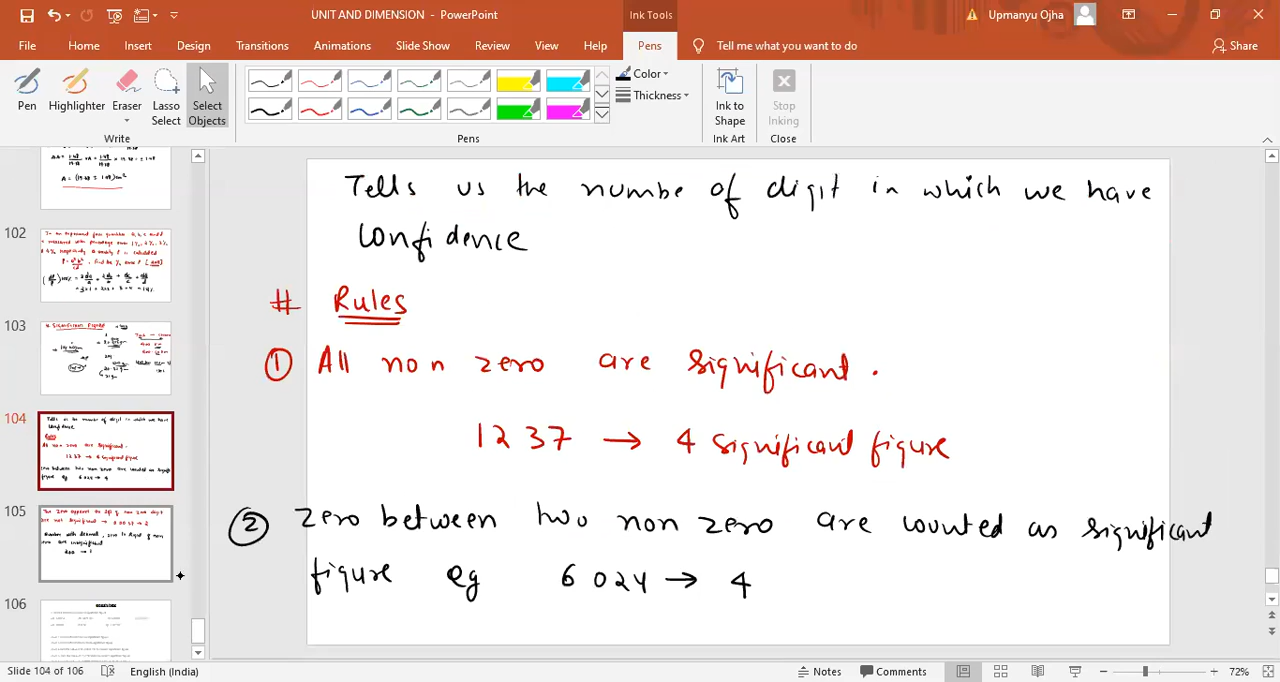 UNIT AND DIMENSION - PowerPoint
Ink Tools
Upmanyu Ojha
File Home Insert Design Transitions Animations Slide Show Review View Help Pens Tell me what you want to do Share
Pen Highlighter Eraser Lasso Select Select Objects
Color
Thickness
Ink to Shape
Stop Inking
Write
Pens
Ink Art
Close
Tells us the numbe of digit in which we have
Confidence
# Rules
① All non zero are significant.
1237 → 4 significant figure
② Zero between two non zero are counted as significant
figure eg 6024 → 4
102
103
104
105
106
Slide 104 of 106 English (India) Notes Comments 72%